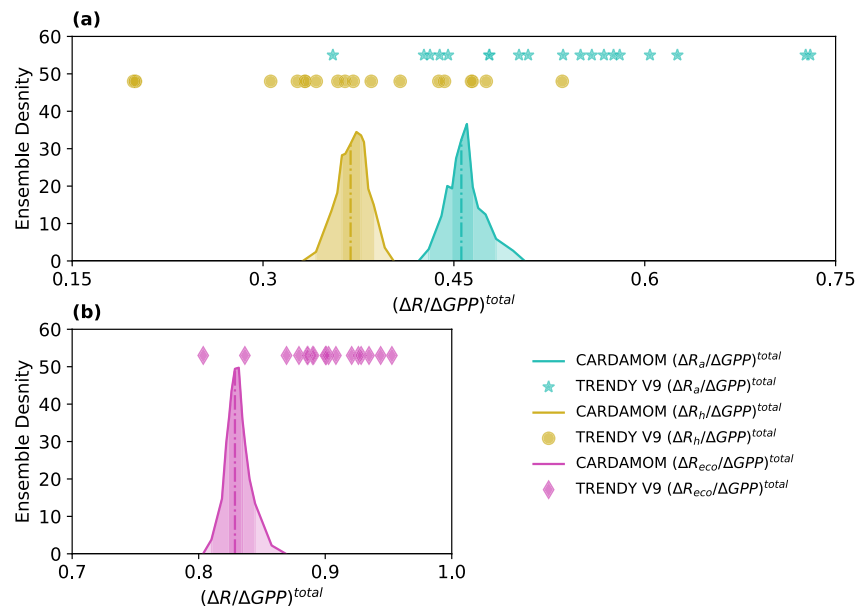 (a)
60
50
40
30
20
10
0
Ensemble Desnity
0.15 0.3 0.45 0.6 0.75
(ΔR/ΔGPP)^total
(b)
60
50
40
30
20
10
0
Ensemble Desnity
0.7 0.8 0.9 1.0
(ΔR/ΔGPP)^total
CARDAMOM (ΔR_a/ΔGPP)^total
TRENDY V9 (ΔR_a/ΔGPP)^total
CARDAMOM (ΔR_h/ΔGPP)^total
TRENDY V9 (ΔR_h/ΔGPP)^total
CARDAMOM (ΔR_eco/ΔGPP)^total
TRENDY V9 (ΔR_eco/ΔGPP)^total